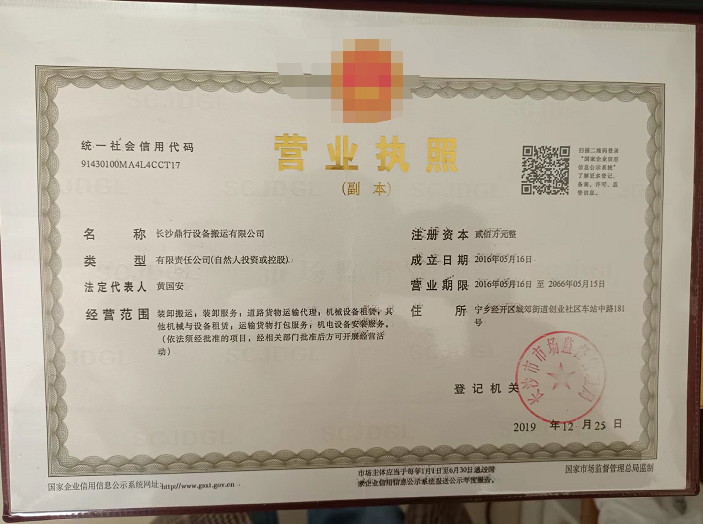 统一社会信用代码
91430100MA4L4CCT17
营业执照
(副本)
扫描二维码登录
"国家企业信用
信息公示系统"
了解更多登记、
备案、许可、监
管信息。
名称 长沙鼎行设备搬运有限公司
类型 有限责任公司(自然人投资或控股)
法定代表人 黄国安
经营范围 装卸搬运;装卸服务;道路货物运输代理;机械设备租赁;其
他机械与设备租赁;运输货物打包服务;机电设备安装服务。
(依法须经批准的项目,经相关部门批准后方可开展经营活
动)
注册资本 贰佰万元整
成立日期 2016年05月16日
营业期限 2016年05月16日 至 2066年05月15日
住所 宁乡经开区城郊街道创业社区车站中路181
号
登记机关
长沙市市场监督管理局
2019 年 12 月 25 日
国家企业信用信息公示系统网址:http://www.gsxt.gov.cn
市场主体应当于每年1月1日至6月30日通过国
家企业信用信息公示系统报送公示年度报告。
国家市场监督管理总局监制
SCJDGL